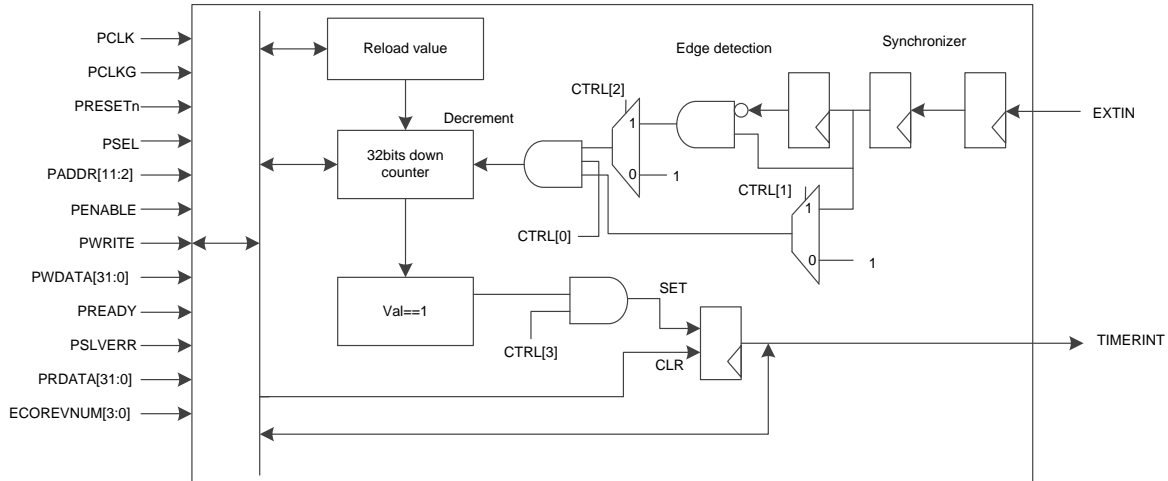 PCLK
PCLKG
PRESETn
PSEL
PADDR[11:2]
PENABLE
PWRITE
PWDATA[31:0]
PREADY
PSLVERR
PRDATA[31:0]
ECOREVNUM[3:0]
Reload value
Edge detection
Synchronizer
CTRL[2]
EXTIN
Decrement
1
32bits down
counter
0
1
CTRL[1]
1
CTRL[0]
0
1
Val==1
SET
CTRL[3]
CLR
TIMERINT